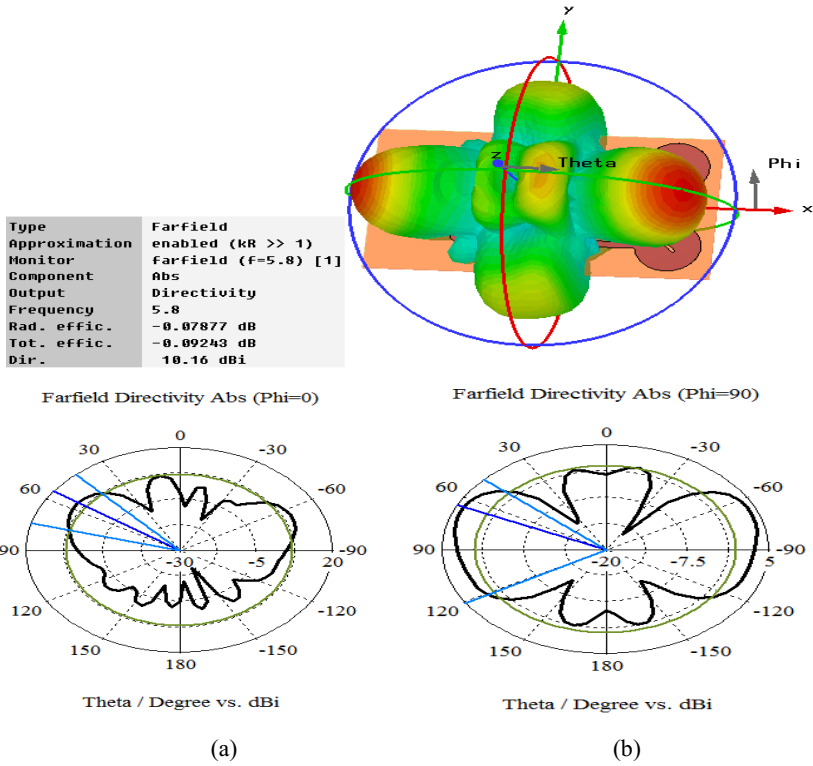 y
z
Theta
Phi
x
Type Farfield
Approximation enabled (kR >> 1)
Monitor farfield (f=5.8) [1]
Component Abs
Output Directivity
Frequency 5.8
Rad. effic. -0.07877 dB
Tot. effic. -0.09243 dB
Dir. 10.16 dBi
Farfield Directivity Abs (Phi=0)
0
30 -30
60 -60
90 -30 -5 20 -90
120 -120
150 -150
180
Theta / Degree vs. dBi
(a)
Farfield Directivity Abs (Phi=90)
0
30 -30
60 -60
90 -20 -7.5 5 -90
120 -120
150 -150
180
Theta / Degree vs. dBi
(b)